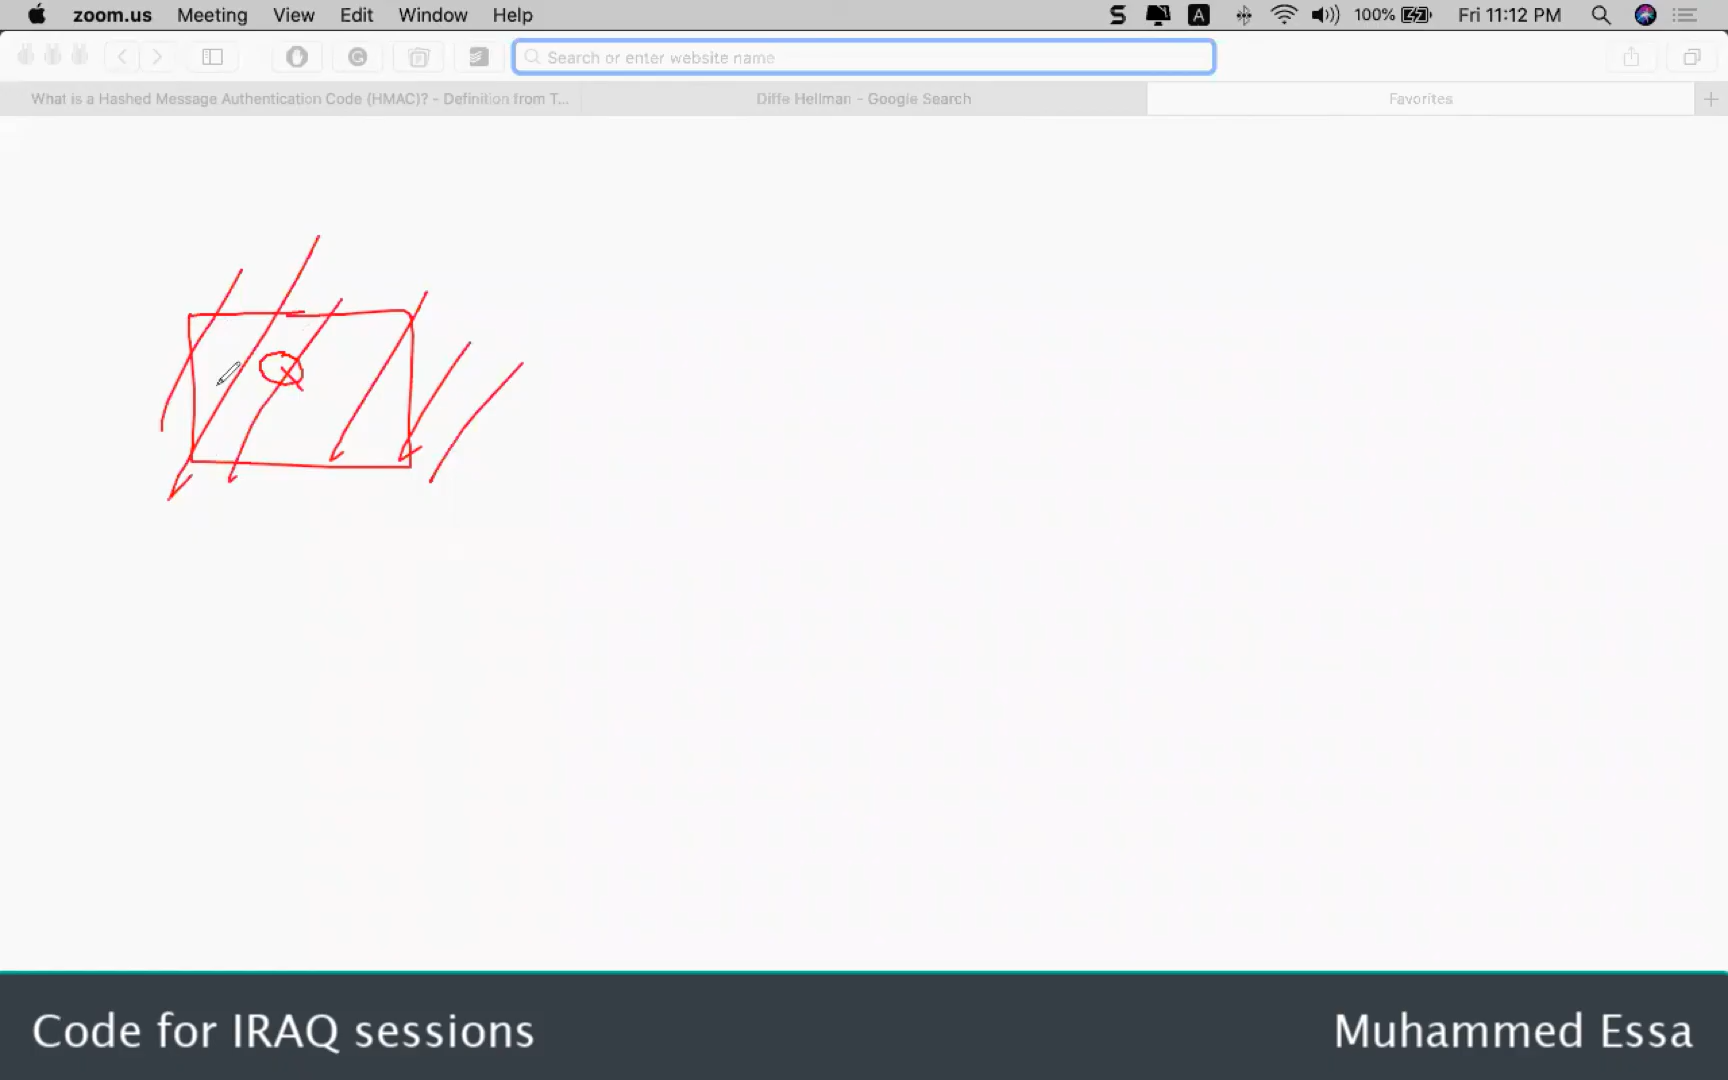 zoom.us Meeting View Edit Window Help S A 100% Fri 11:12 PM
Search or enter website name
What is a Hashed Message Authentication Code (HMAC)? - Definition from T... Diffe Hellman - Google Search Favorites
Code for IRAQ sessions Muhammed Essa